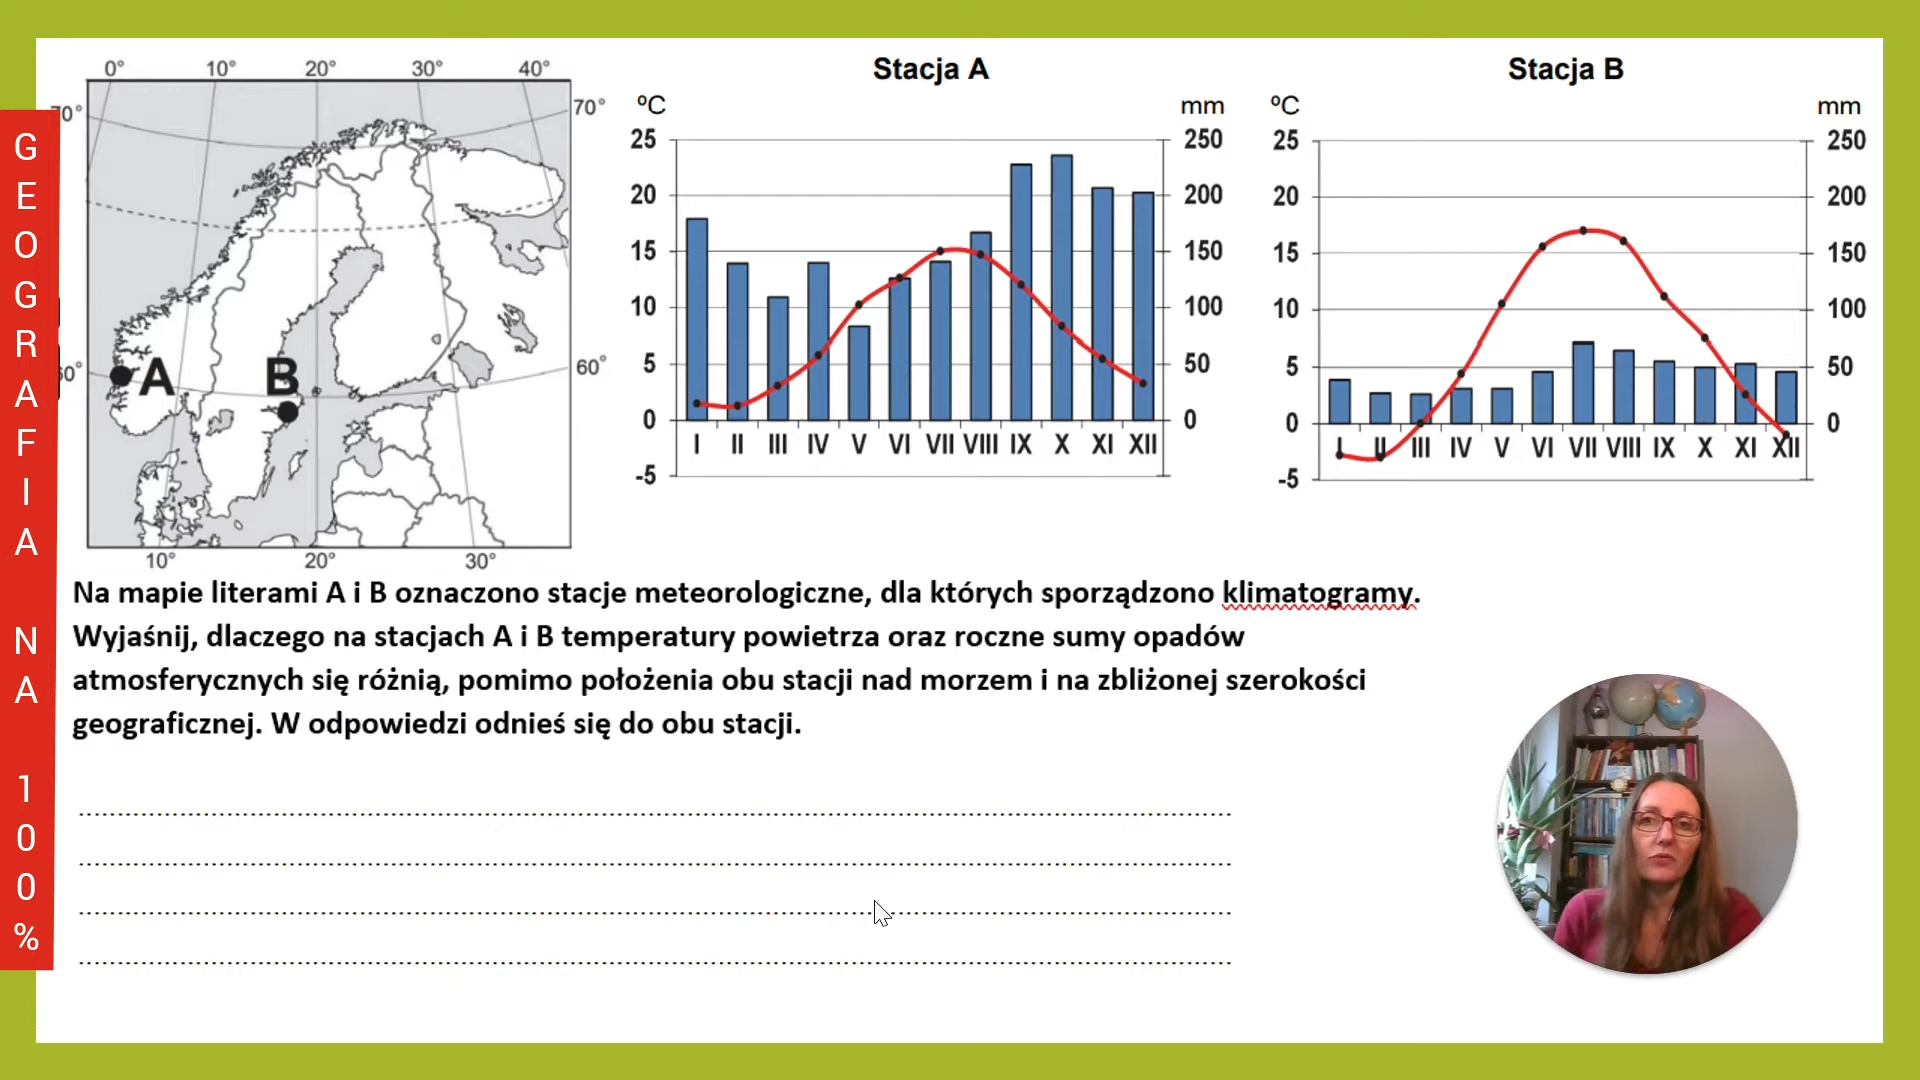 GEOGRAFIA NA 100%
0° 10° 20° 30° 40°
70° 70°
60° 60°
A
B
10° 20° 30°
Stacja A
ºC mm
25 250
20 200
15 150
10 100
5 50
0 0
I II III IV V VI VII VIII IX X XI XII
-5
Stacja B
ºC mm
25 250
20 200
15 150
10 100
5 50
0 0
I II III IV V VI VII VIII IX X XI XII
-5
Na mapie literami A i B oznaczono stacje meteorologiczne, dla których sporządzono klimatogramy.
Wyjaśnij, dlaczego na stacjach A i B temperatury powietrza oraz roczne sumy opadów
atmosferycznych się różnią, pomimo położenia obu stacji nad morzem i na zbliżonej szerokości
geograficznej. W odpowiedzi odnieś się do obu stacji.